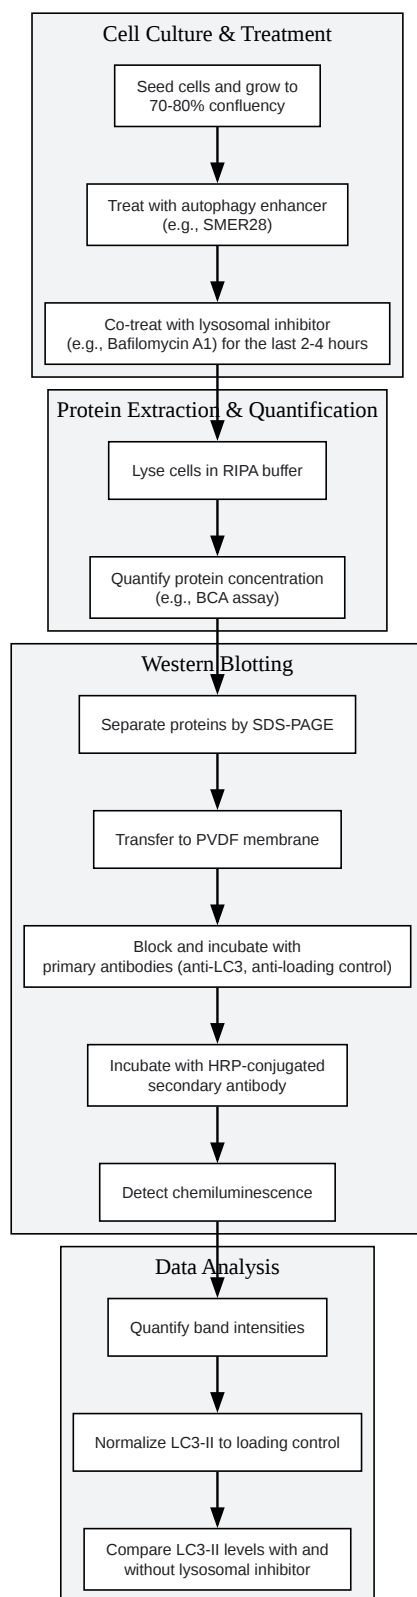 Cell Culture & Treatment
Seed cells and grow to
70-80% confluency
Treat with autophagy enhancer
(e.g., SMER28)
Co-treat with lysosomal inhibitor
(e.g., Bafilomycin A1) for the last 2-4 hours
Protein Extraction & Quantification
Lyse cells in RIPA buffer
Quantify protein concentration
(e.g., BCA assay)
Western Blotting
Separate proteins by SDS-PAGE
Transfer to PVDF membrane
Block and incubate with
primary antibodies (anti-LC3, anti-loading control)
Incubate with HRP-conjugated
secondary antibody
Detect chemiluminescence
Data Analysis
Quantify band intensities
Normalize LC3-II to loading control
Compare LC3-II levels with and
without lysosomal inhibitor